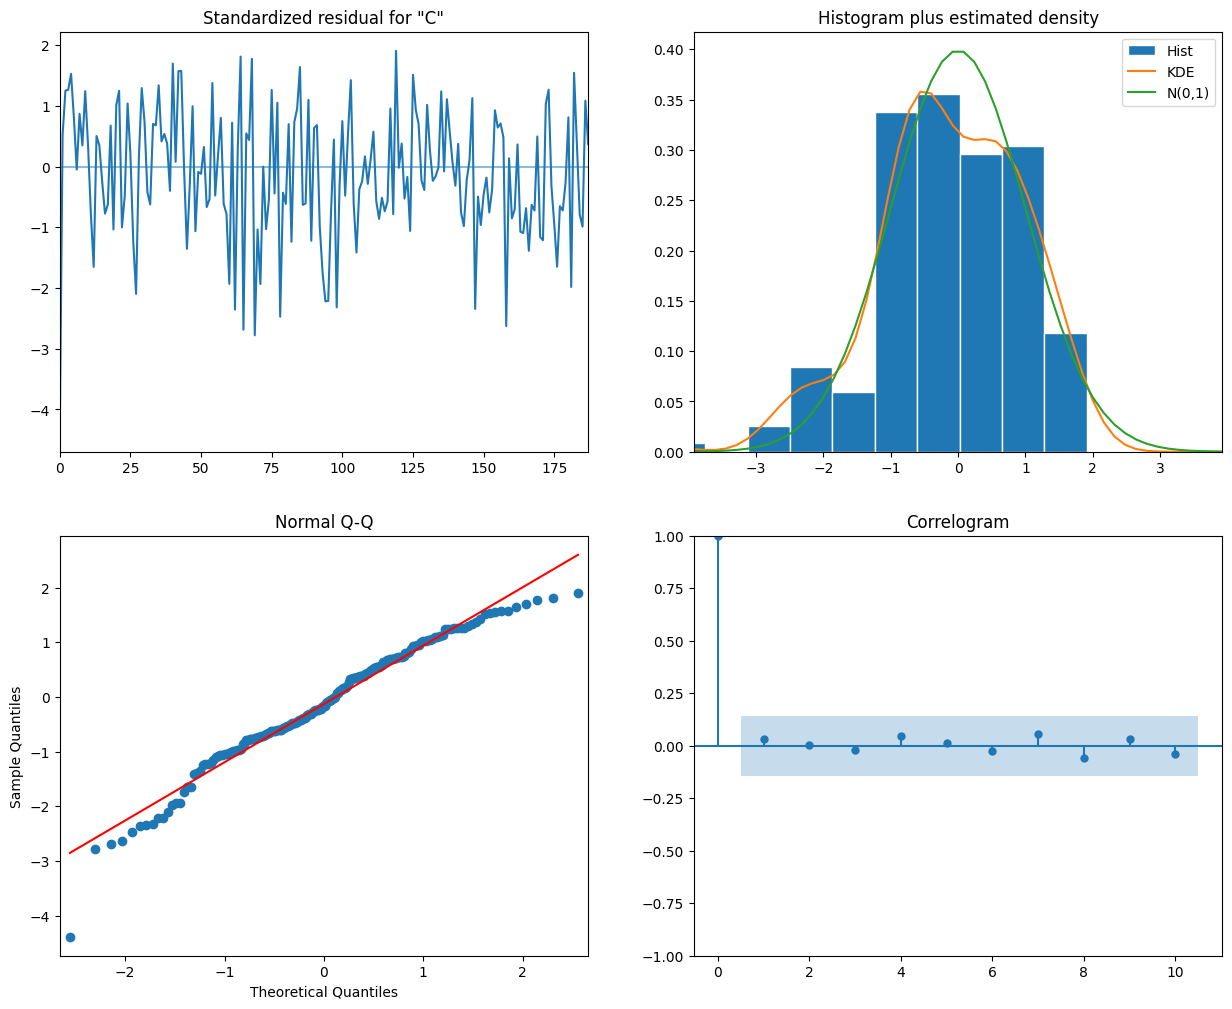 Standardized residual for "C"
2
1
0
−1
−2
−3
−4
0 25 50 75 100 125 150 175
Histogram plus estimated density
Hist
KDE
N(0,1)
0.40
0.35
0.30
0.25
0.20
0.15
0.10
0.05
0.00
−3 −2 −1 0 1 2 3
Normal Q-Q
Sample Quantiles
2
1
0
−1
−2
−3
−4
−2 −1 0 1 2
Theoretical Quantiles
Correlogram
1.00
0.75
0.50
0.25
0.00
−0.25
−0.50
−0.75
−1.00
0 2 4 6 8 10